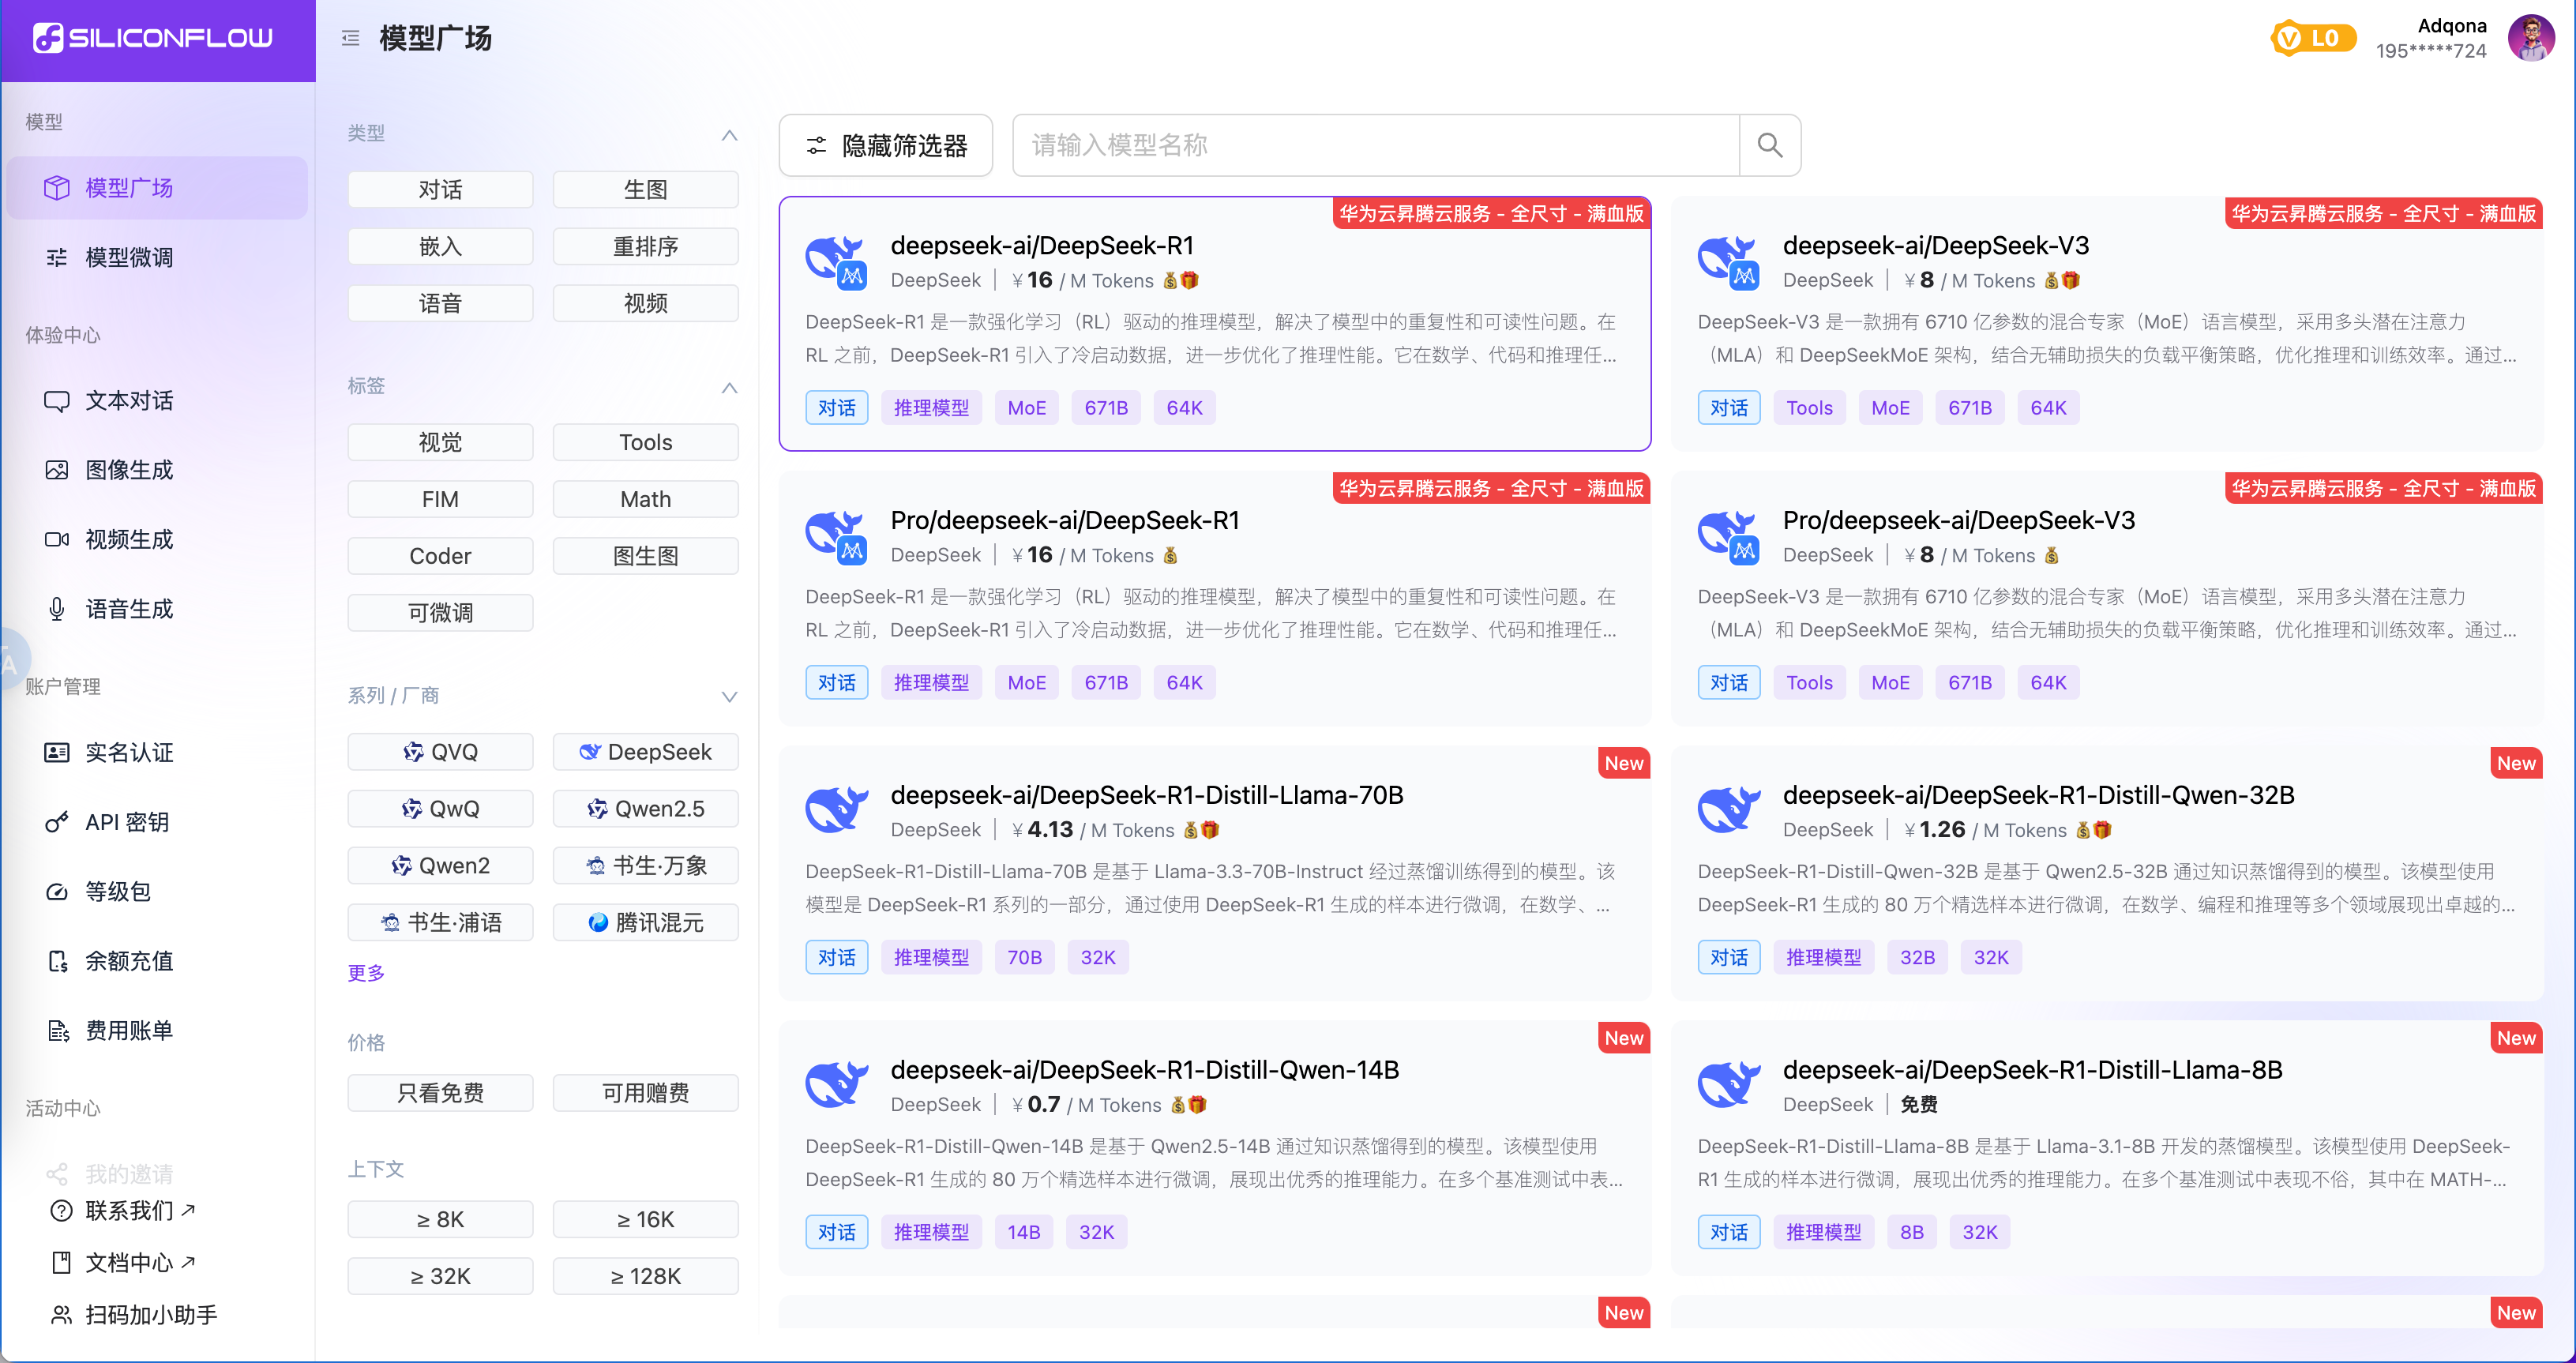 SILICONFLOW
模型广场
L0
Adqona
195*****724
模型
模型广场
模型微调
体验中心
文本对话
图像生成
视频生成
语音生成
账户管理
实名认证
API 密钥
等级包
余额充值
费用账单
活动中心
我的邀请
联系我们
文档中心
扫码加小助手
类型
对话 生图
嵌入 重排序
语音 视频
标签
视觉 Tools
FIM Math
Coder 图生图
可微调
系列 / 厂商
QVQ DeepSeek
QwQ Qwen2.5
Qwen2 书生·万象
书生·浦语 腾讯混元
更多
价格
只看免费 可用赠费
上下文
≥ 8K ≥ 16K
≥ 32K ≥ 128K
隐藏筛选器 请输入模型名称
华为云昇腾云服务 - 全尺寸 - 满血版
deepseek-ai/DeepSeek-R1
DeepSeek | ￥16 / M Tokens 💰🎁
DeepSeek-R1 是一款强化学习（RL）驱动的推理模型，解决了模型中的重复性和可读性问题。在
RL 之前，DeepSeek-R1 引入了冷启动数据，进一步优化了推理性能。它在数学、代码和推理任...
对话 推理模型 MoE 671B 64K
华为云昇腾云服务 - 全尺寸 - 满血版
deepseek-ai/DeepSeek-V3
DeepSeek | ￥8 / M Tokens 💰🎁
DeepSeek-V3 是一款拥有 6710 亿参数的混合专家（MoE）语言模型，采用多头潜在注意力
（MLA）和 DeepSeekMoE 架构，结合无辅助损失的负载平衡策略，优化推理和训练效率。通过...
对话 Tools MoE 671B 64K
华为云昇腾云服务 - 全尺寸 - 满血版
Pro/deepseek-ai/DeepSeek-R1
DeepSeek | ￥16 / M Tokens 💰
DeepSeek-R1 是一款强化学习（RL）驱动的推理模型，解决了模型中的重复性和可读性问题。在
RL 之前，DeepSeek-R1 引入了冷启动数据，进一步优化了推理性能。它在数学、代码和推理任...
对话 推理模型 MoE 671B 64K
华为云昇腾云服务 - 全尺寸 - 满血版
Pro/deepseek-ai/DeepSeek-V3
DeepSeek | ￥8 / M Tokens 💰
DeepSeek-V3 是一款拥有 6710 亿参数的混合专家（MoE）语言模型，采用多头潜在注意力
（MLA）和 DeepSeekMoE 架构，结合无辅助损失的负载平衡策略，优化推理和训练效率。通过...
对话 Tools MoE 671B 64K
New
deepseek-ai/DeepSeek-R1-Distill-Llama-70B
DeepSeek | ￥4.13 / M Tokens 💰🎁
DeepSeek-R1-Distill-Llama-70B 是基于 Llama-3.3-70B-Instruct 经过蒸馏训练得到的模型。该
模型是 DeepSeek-R1 系列的一部分，通过使用 DeepSeek-R1 生成的样本进行微调，在数学、...
对话 推理模型 70B 32K
New
deepseek-ai/DeepSeek-R1-Distill-Qwen-32B
DeepSeek | ￥1.26 / M Tokens 💰🎁
DeepSeek-R1-Distill-Qwen-32B 是基于 Qwen2.5-32B 通过知识蒸馏得到的模型。该模型使用
DeepSeek-R1 生成的 80 万个精选样本进行微调，在数学、编程和推理等多个领域展现出卓越的...
对话 推理模型 32B 32K
New
deepseek-ai/DeepSeek-R1-Distill-Qwen-14B
DeepSeek | ￥0.7 / M Tokens 💰🎁
DeepSeek-R1-Distill-Qwen-14B 是基于 Qwen2.5-14B 通过知识蒸馏得到的模型。该模型使用
DeepSeek-R1 生成的 80 万个精选样本进行微调，展现出优秀的推理能力。在多个基准测试中表...
对话 推理模型 14B 32K
New
deepseek-ai/DeepSeek-R1-Distill-Llama-8B
DeepSeek | 免费
DeepSeek-R1-Distill-Llama-8B 是基于 Llama-3.1-8B 开发的蒸馏模型。该模型使用 DeepSeek-
R1 生成的样本进行微调，展现出优秀的推理能力。在多个基准测试中表现不俗，其中在 MATH-...
对话 推理模型 8B 32K
New
New